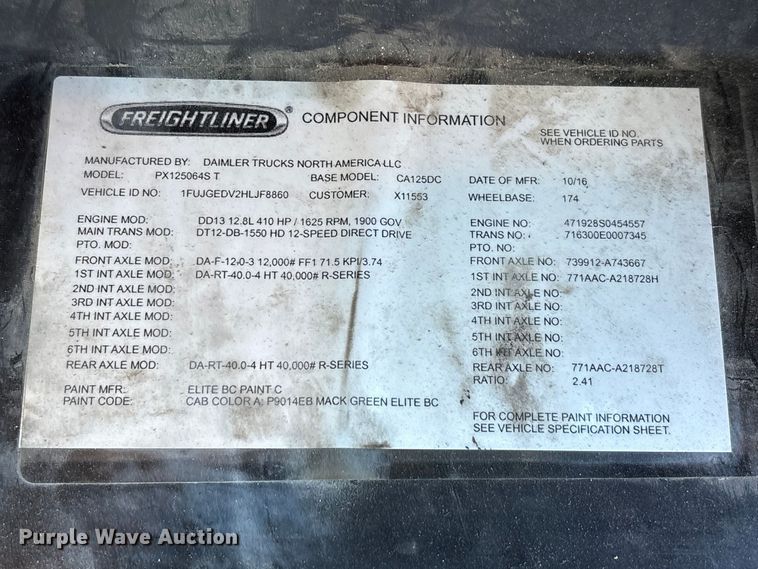 FREIGHTLINER ® COMPONENT INFORMATION
SEE VEHICLE ID NO.
WHEN ORDERING PARTS
MANUFACTURED BY: DAIMLER TRUCKS NORTH AMERICA LLC
MODEL: PX125064S T BASE MODEL: CA125DC DATE OF MFR: 10/16
VEHICLE ID NO: 1FUJGEDV2HLJF8860 CUSTOMER: X11553 WHEELBASE: 174
ENGINE MOD: DD13 12.8L 410 HP / 1625 RPM, 1900 GOV ENGINE NO: 471928S0454557
MAIN TRANS MOD: DT12-DB-1550 HD 12-SPEED DIRECT DRIVE TRANS NO: 716300E0007345
PTO. MOD: PTO. NO:
FRONT AXLE MOD: DA-F-12.0-3 12,000# FF1 71.5 KPI/3.74 FRONT AXLE NO: 739912-A743667
1ST INT AXLE MOD: DA-RT-40.0-4 HT 40,000# R-SERIES 1ST INT AXLE NO: 771AAC-A218728H
2ND INT AXLE MOD: 2ND INT AXLE NO:
3RD INT AXLE MOD: 3RD INT AXLE NO:
4TH INT AXLE MOD: 4TH INT AXLE NO:
5TH INT AXLE MOD: 5TH INT AXLE NO:
6TH INT AXLE MOD: 6TH INT AXLE NO:
REAR AXLE MOD: DA-RT-40.0-4 HT 40,000# R-SERIES REAR AXLE NO: 771AAC-A218728T
RATIO: 2.41
PAINT MFR: ELITE BC PAINT C
PAINT CODE: CAB COLOR A: P9014EB MACK GREEN ELITE BC
FOR COMPLETE PAINT INFORMATION
SEE VEHICLE SPECIFICATION SHEET.
Purple Wave Auction